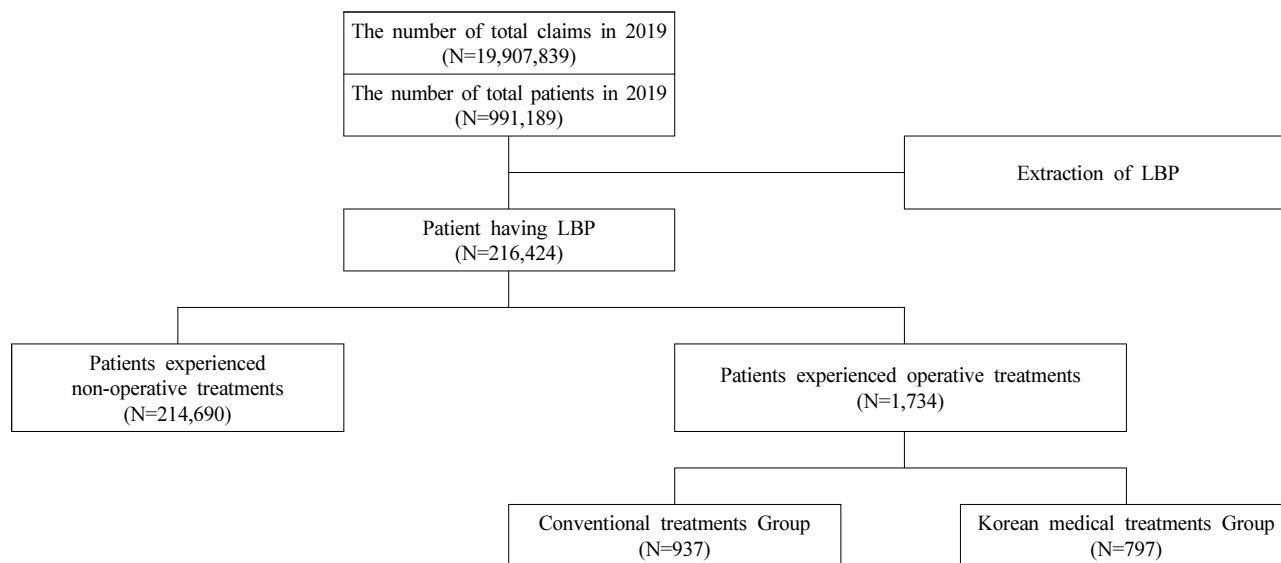 The number of total claims in 2019
(N=19,907,839)
The number of total patients in 2019
(N=991,189)
Extraction of LBP
Patient having LBP
(N=216,424)
Patients experienced
non-operative treatments
(N=214,690)
Patients experienced operative treatments
(N=1,734)
Conventional treatments Group
(N=937)
Korean medical treatments Group
(N=797)